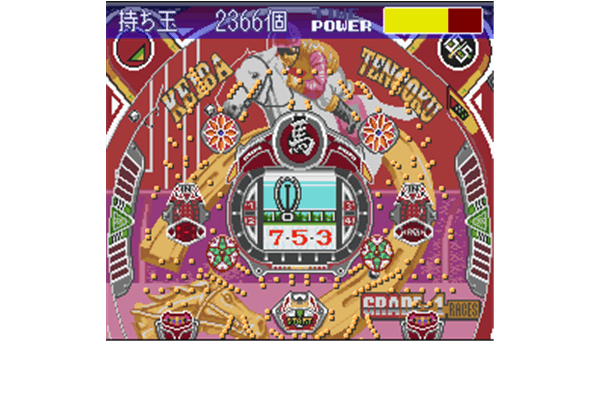 持ち玉 2366個 POWER
KEIBA TENGOKU
馬
7-5-3
GRADE-1
RACES